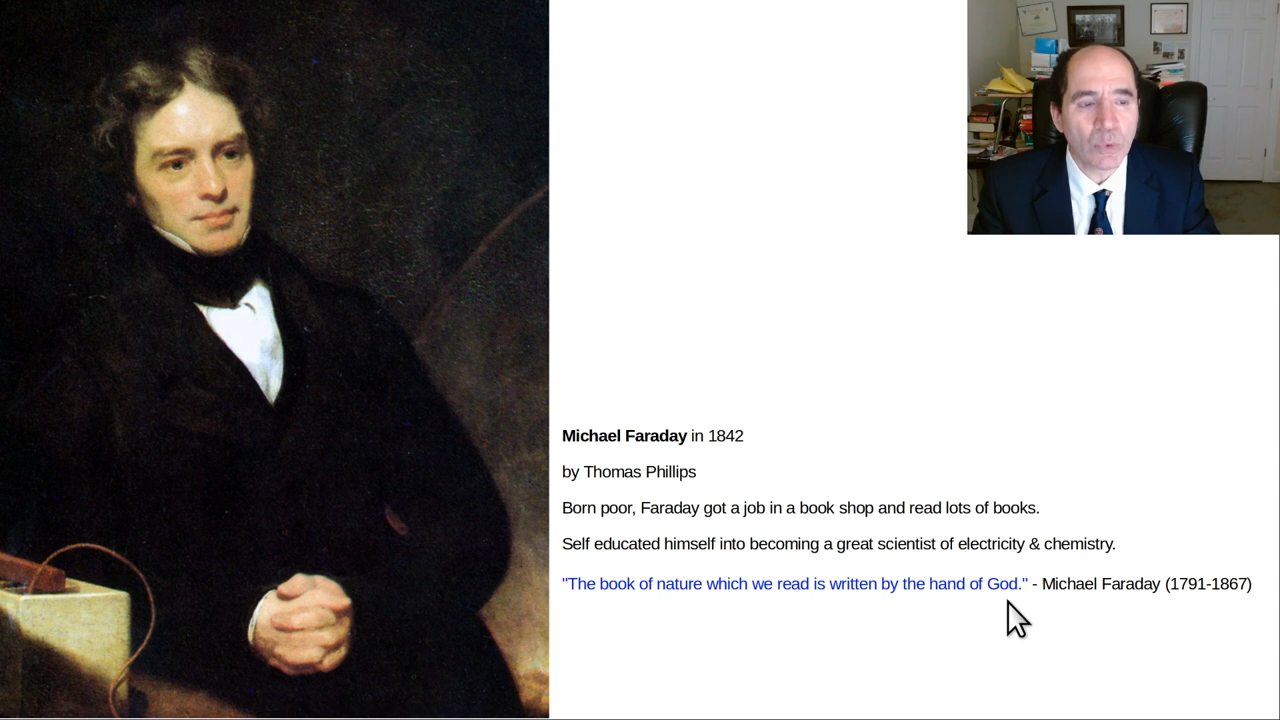 Michael Faraday in 1842
by Thomas Phillips
Born poor, Faraday got a job in a book shop and read lots of books.
Self educated himself into becoming a great scientist of electricity & chemistry.
"The book of nature which we read is written by the hand of God." - Michael Faraday (1791-1867)